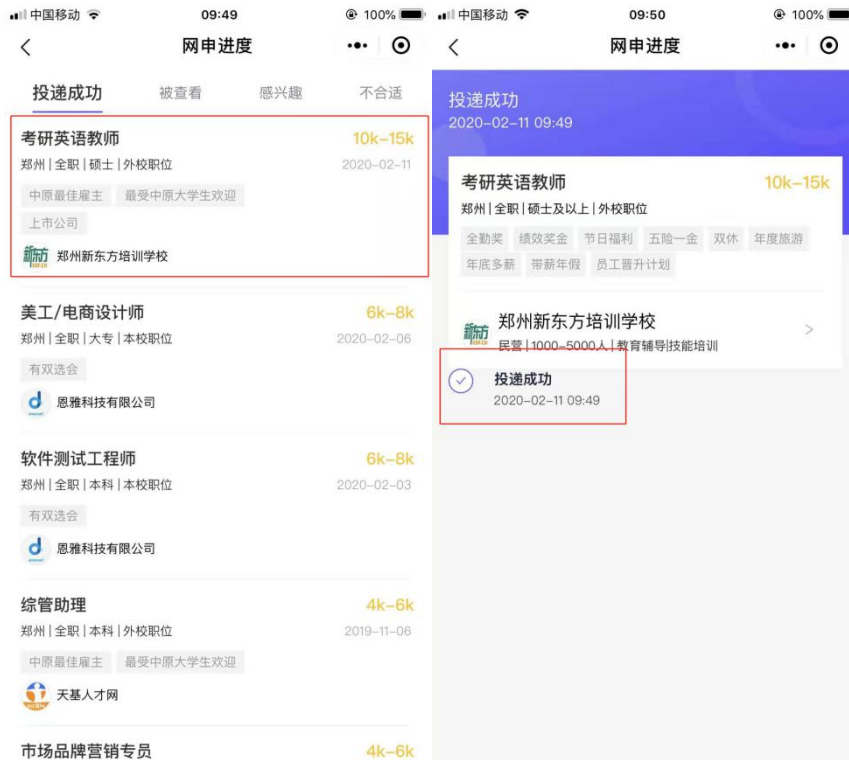 中国移动 09:49 100%
网申进度
投递成功 被查看 感兴趣 不合适
考研英语教师 10k-15k
郑州|全职|硕士|外校职位 2020-02-11
中原最佳雇主 最受中原大学生欢迎
上市公司
新东方 郑州新东方培训学校
美工/电商设计师 6k-8k
郑州|全职|大专|本校职位 2020-02-06
有双选会
恩雅科技有限公司
软件测试工程师 6k-8k
郑州|全职|本科|本校职位 2020-02-03
有双选会
恩雅科技有限公司
综管助理 4k-6k
郑州|全职|本科|外校职位 2019-11-06
中原最佳雇主 最受中原大学生欢迎
天基人才网
市场品牌营销专员 4k-6k
中国移动 09:50 100%
网申进度
投递成功
2020-02-11 09:49
考研英语教师 10k-15k
郑州|全职|硕士及以上|外校职位
全勤奖 绩效奖金 节日福利 五险一金 双休 年度旅游
年底多薪 带薪年假 员工晋升计划
新东方 郑州新东方培训学校
民营|1000-5000人|教育辅导|技能培训
投递成功
2020-02-11 09:49